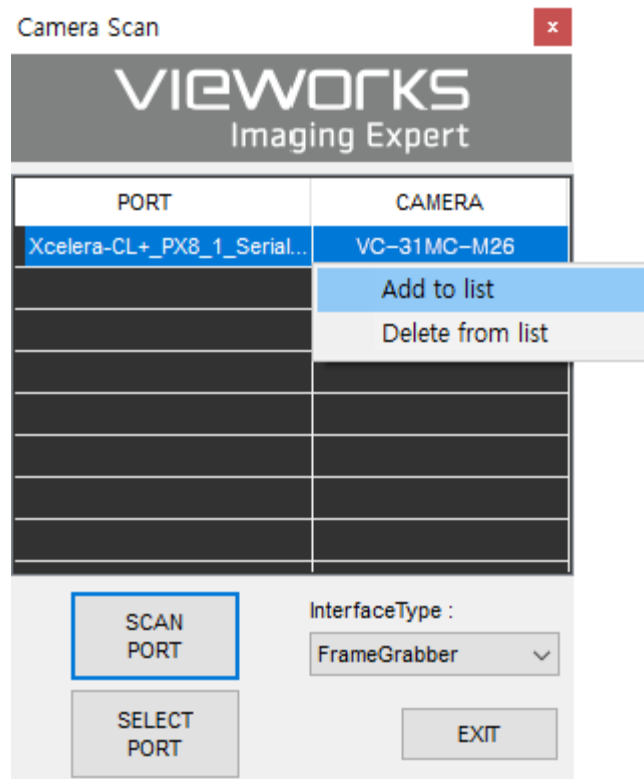 Camera Scan
x
VIEWORKS
Imaging Expert
PORT CAMERA
Xcelera-CL+_PX8_1_Serial... VC-31MC-M26
Add to list
Delete from list
SCAN
PORT
InterfaceType :
FrameGrabber
SELECT
PORT
EXIT